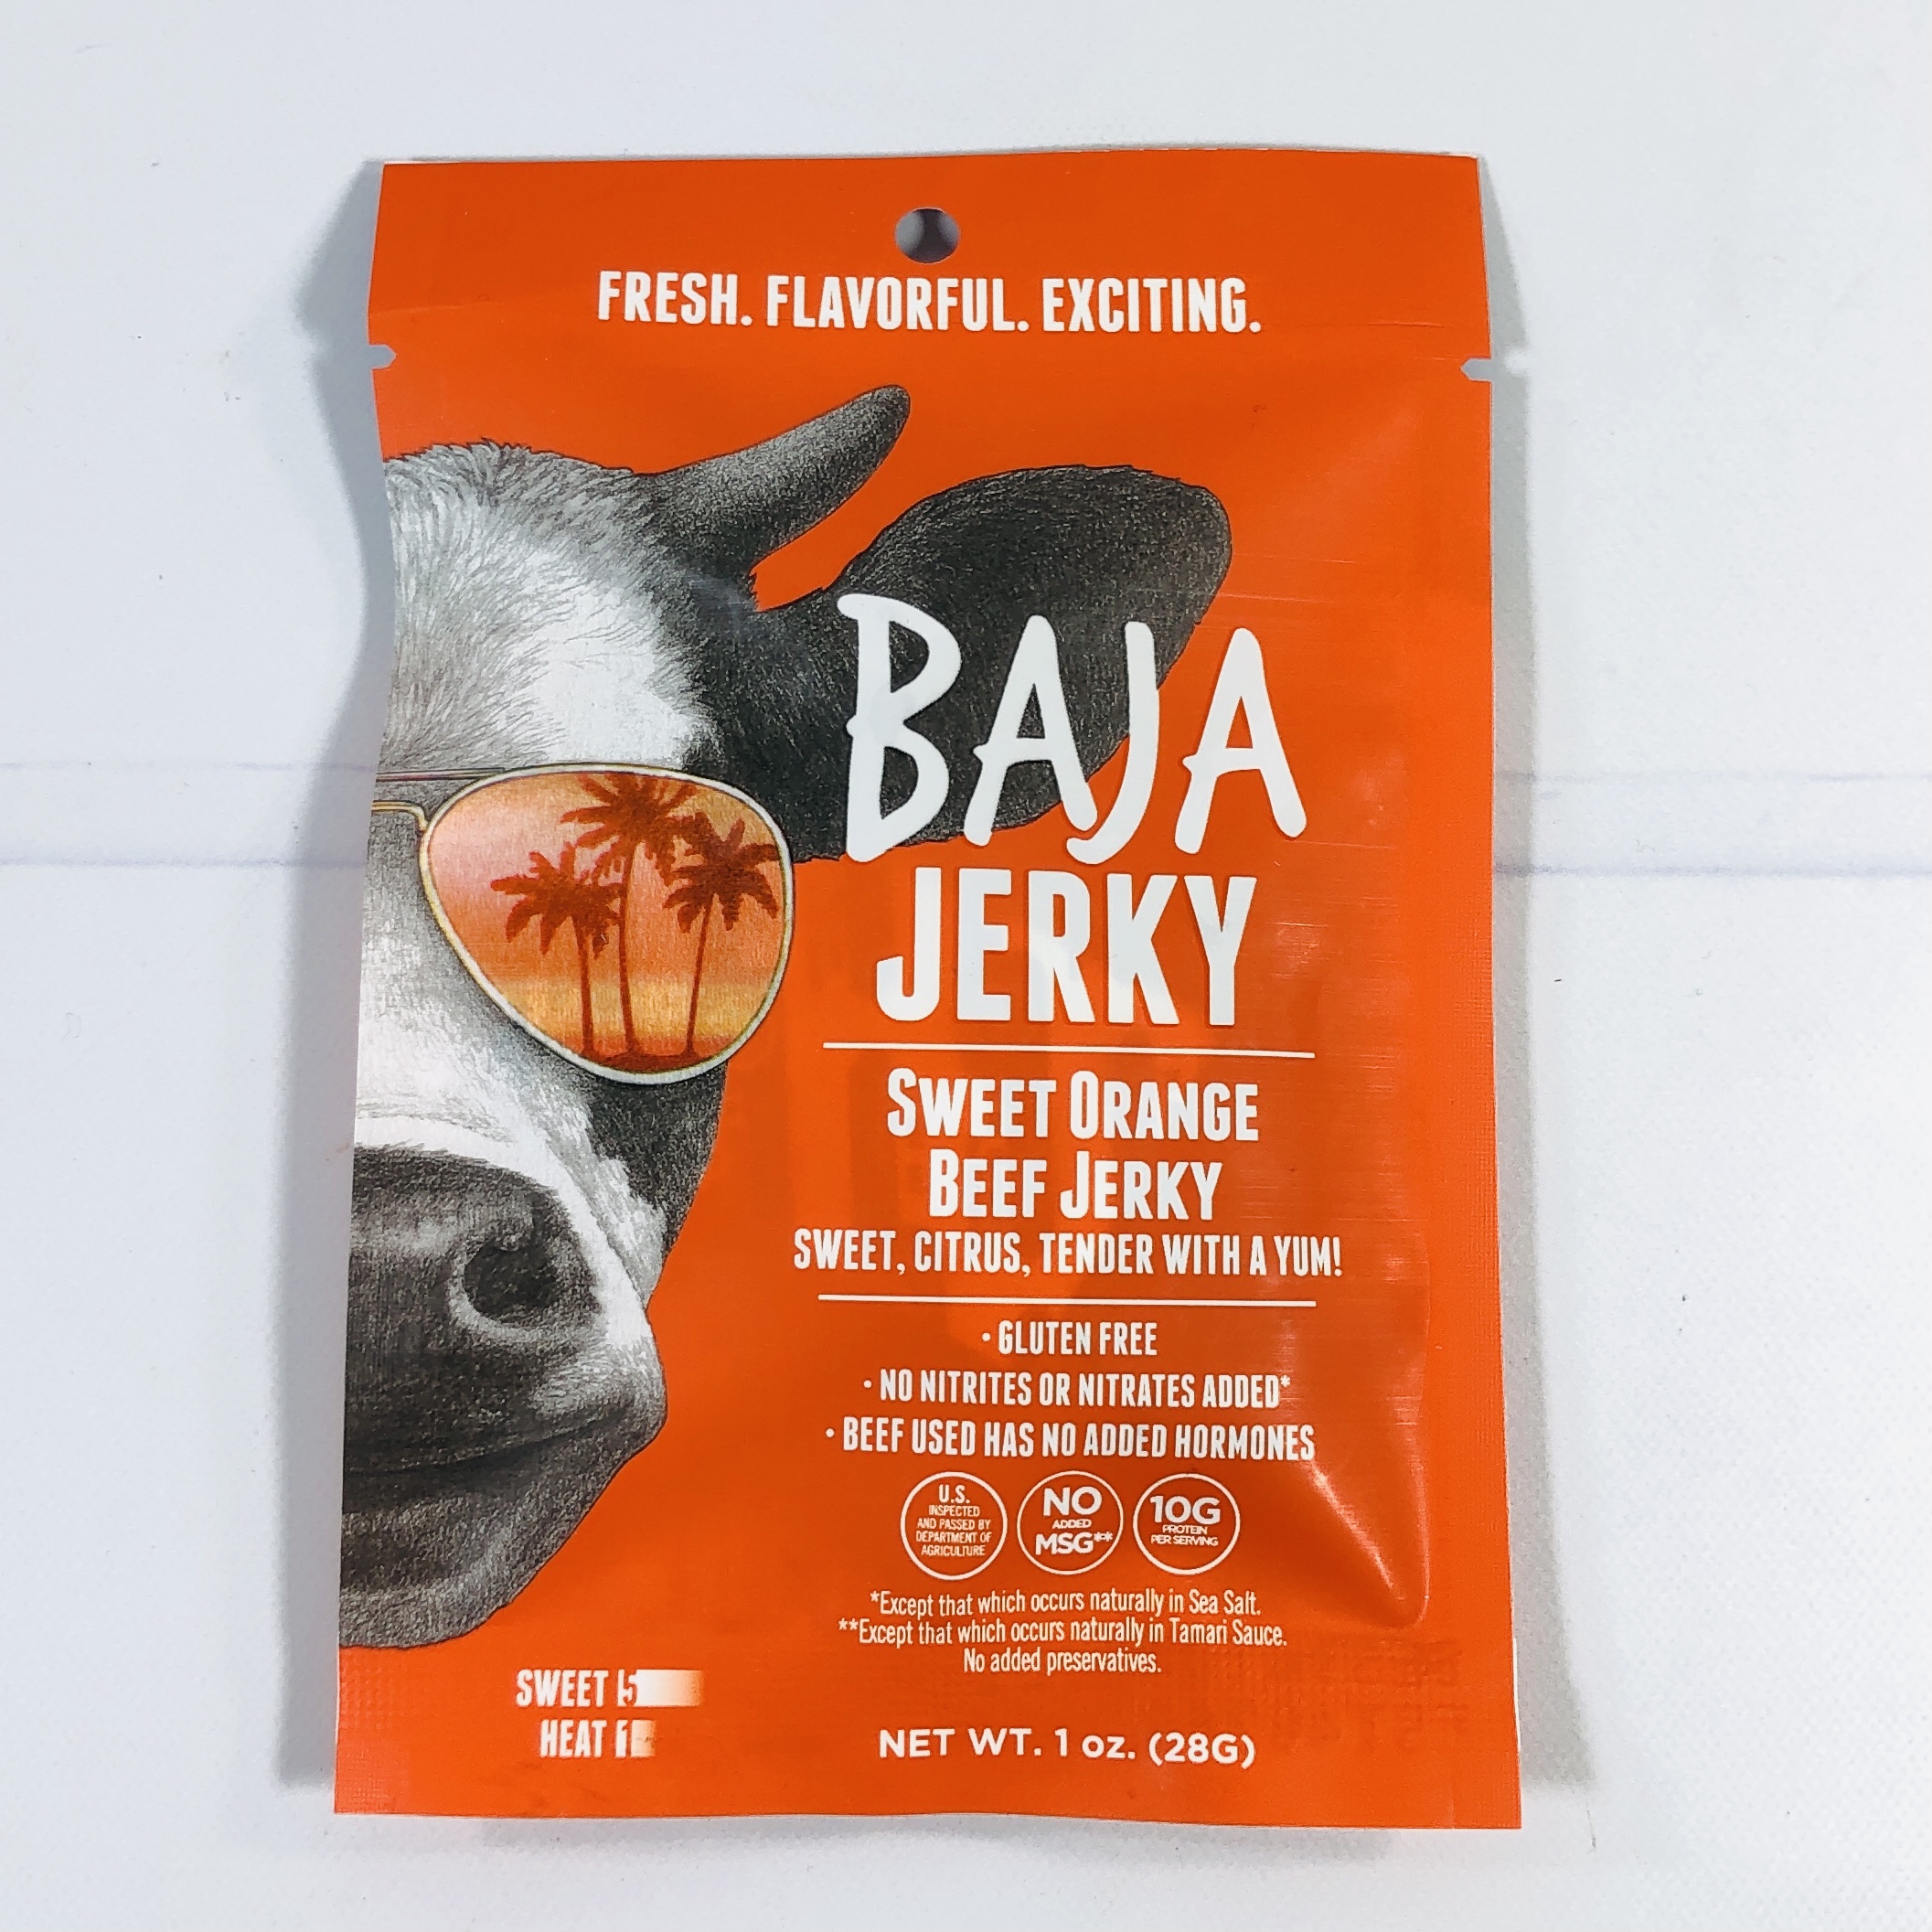 FRESH. FLAVORFUL. EXCITING.
BAJA
JERKY
SWEET ORANGE
BEEF JERKY
SWEET, CITRUS, TENDER WITH A YUM!
· GLUTEN FREE
· NO NITRITES OR NITRATES ADDED*
· BEEF USED HAS NO ADDED HORMONES
U.S.
INSPECTED
AND PASSED BY
DEPARTMENT OF
AGRICULTURE
NO
ADDED
MSG**
10G
PROTEIN
PER SERVING
*Except that which occurs naturally in Sea Salt.
**Except that which occurs naturally in Tamari Sauce.
No added preservatives.
SWEET 5
HEAT 1
NET WT. 1 oz. (28G)